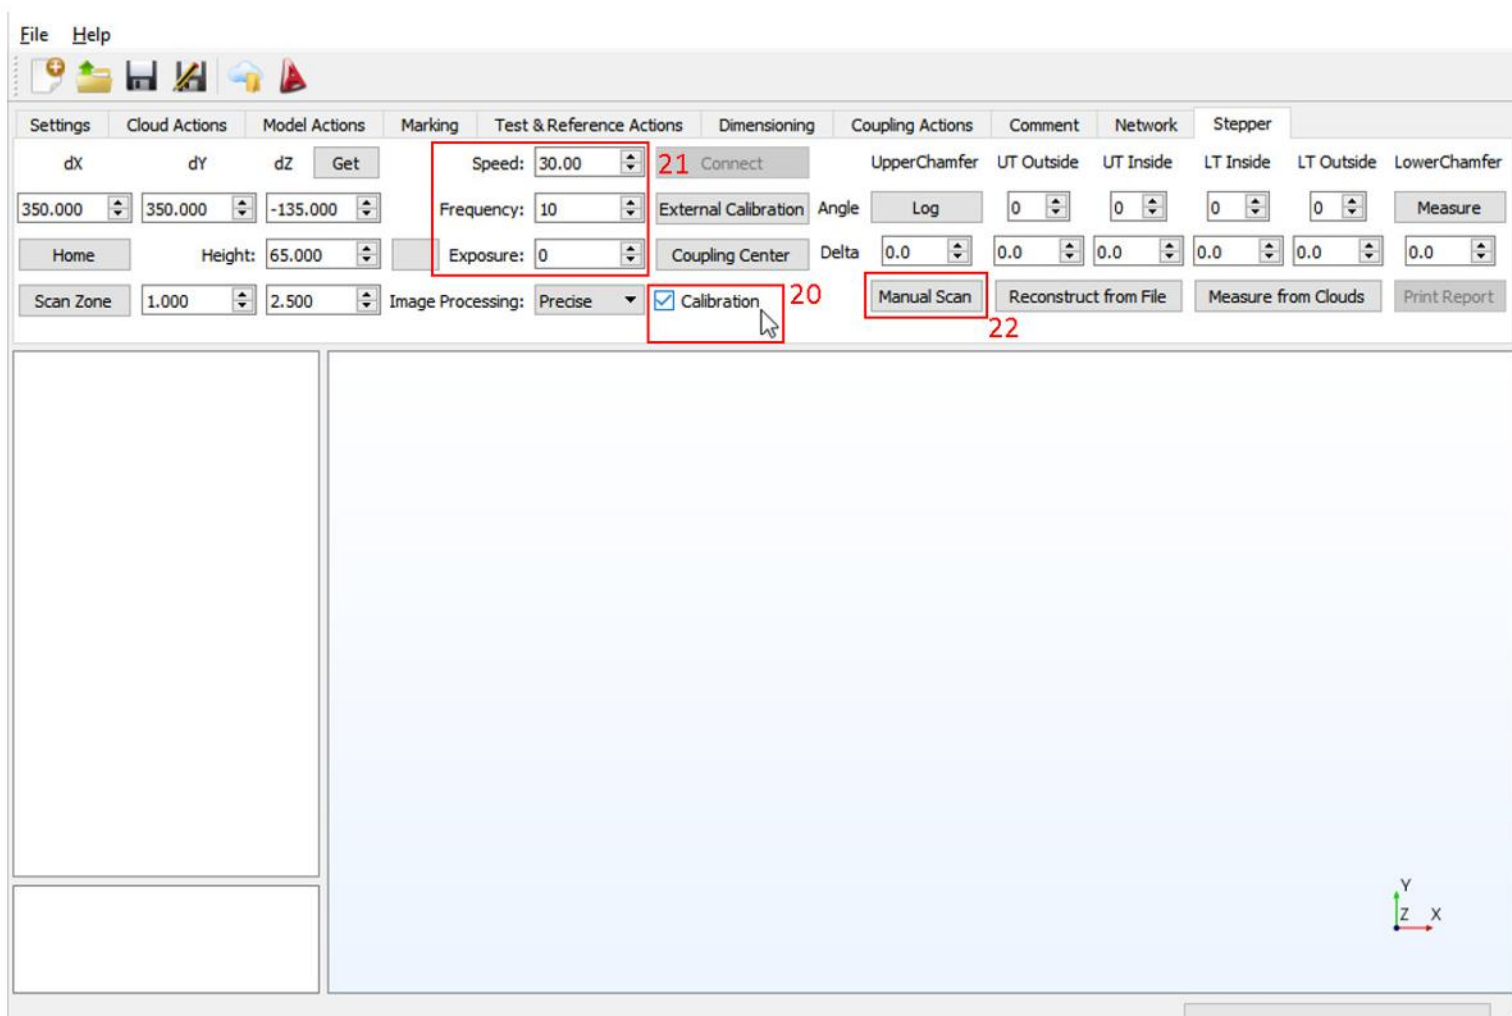 File Help
Settings Cloud Actions Model Actions Marking Test & Reference Actions Dimensioning Coupling Actions Comment Network Stepper
dX dY dZ Get Speed: 30.00 21 Connect UpperChamfer UT Outside UT Inside LT Inside LT Outside LowerChamfer
350.000 350.000 -135.000 Frequency: 10 External Calibration Angle Log 0 0 0 0 Measure
Home Height: 65.000 Exposure: 0 Coupling Center Delta 0.0 0.0 0.0 0.0 0.0 0.0
Scan Zone 1.000 2.500 Image Processing: Precise Calibration 20 Manual Scan Reconstruct from File Measure from Clouds Print Report
22
Y
Z X